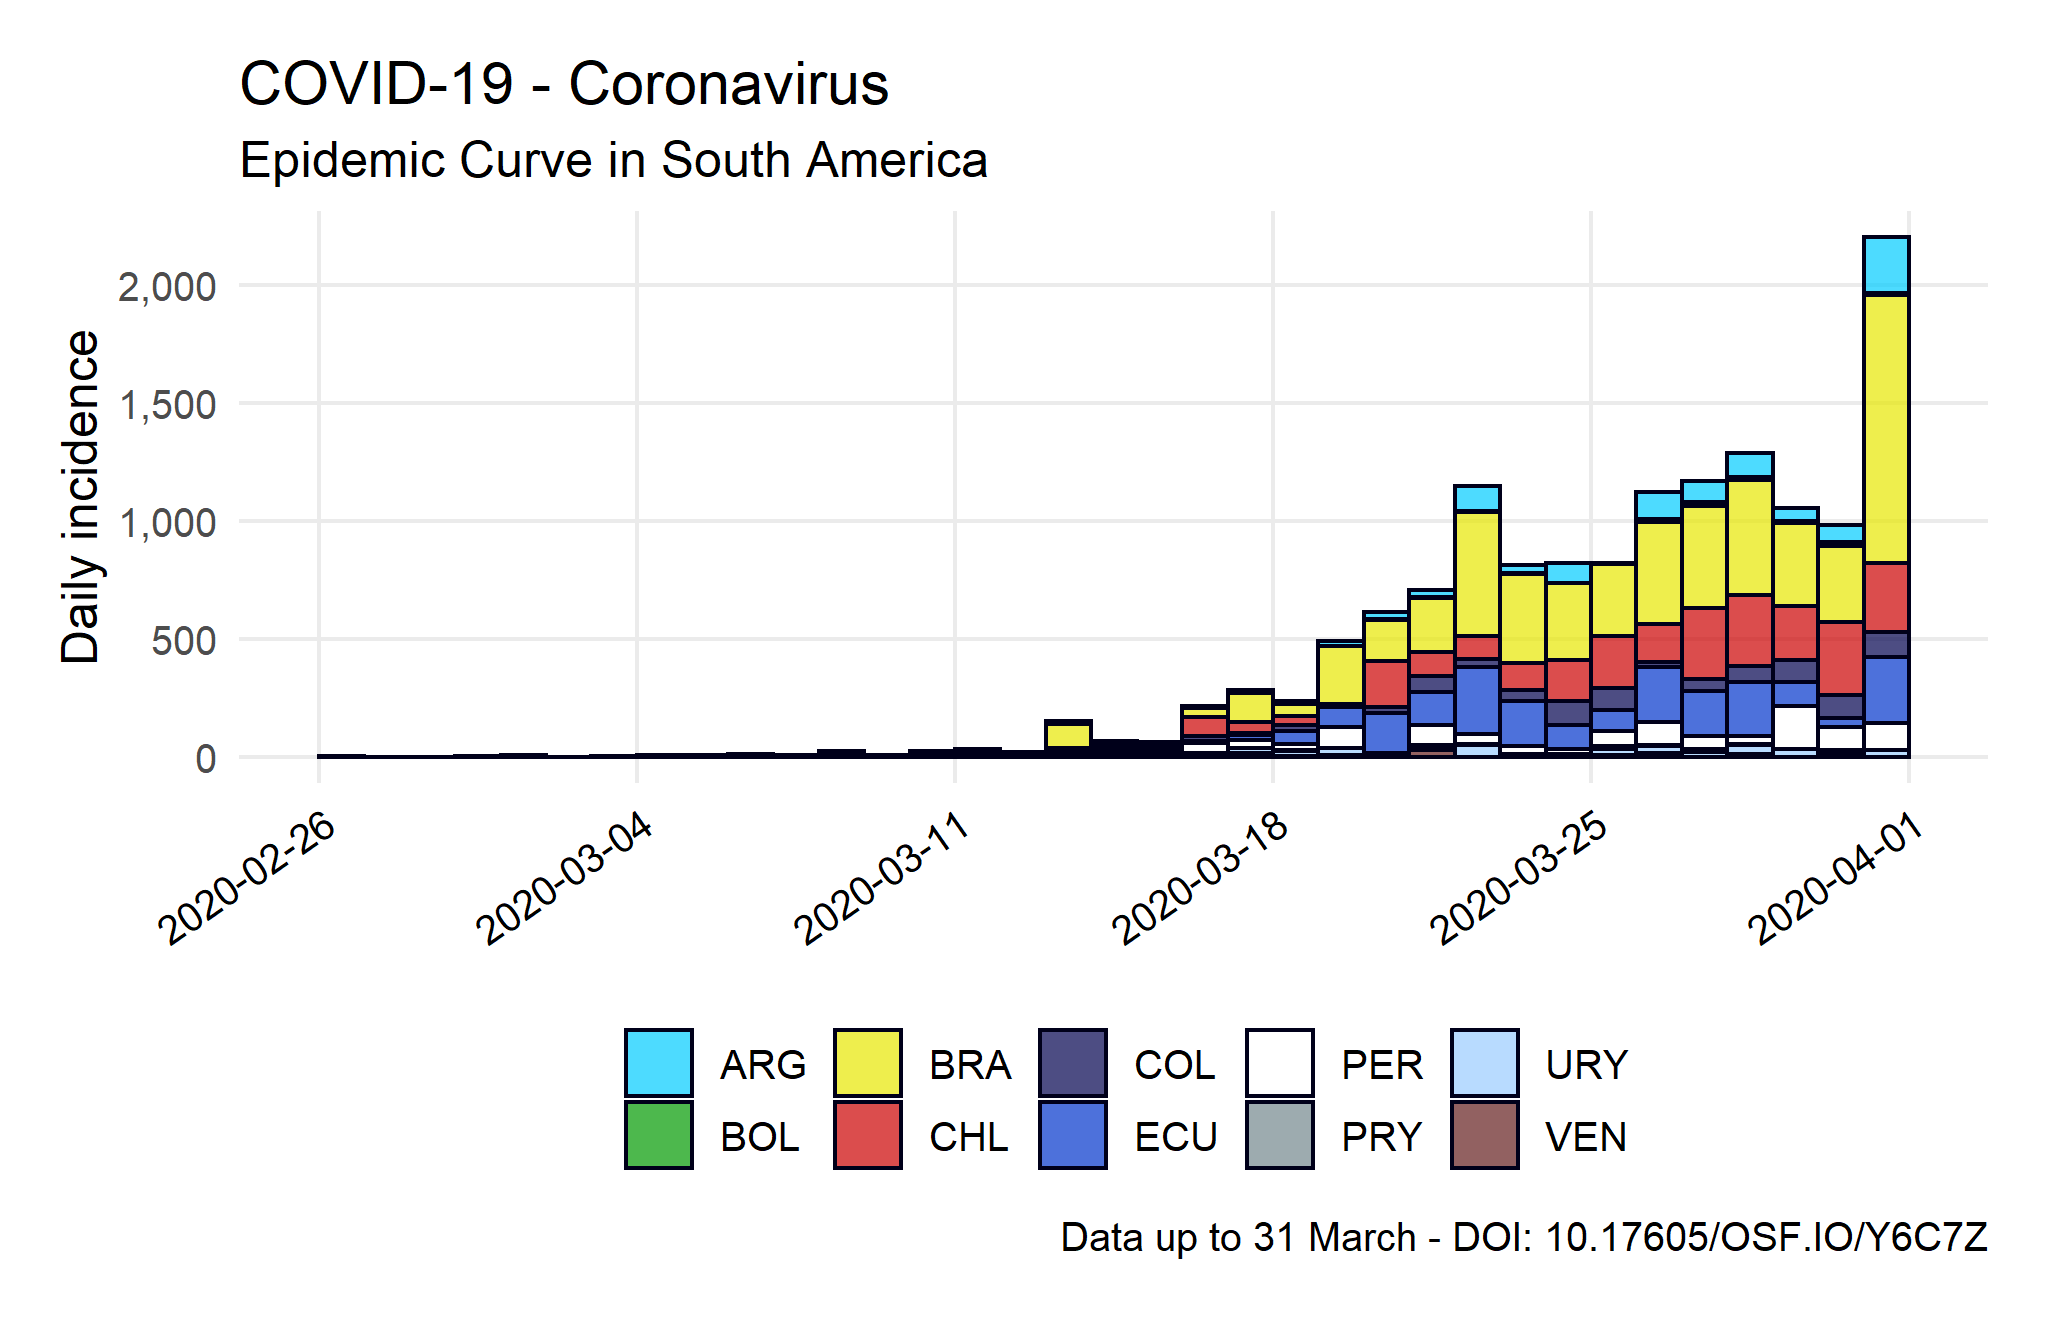 COVID-19 - Coronavirus
Epidemic Curve in South America
Daily incidence
2,000
1,500
1,000
500
0
2020-02-26
2020-03-04
2020-03-11
2020-03-18
2020-03-25
2020-04-01
ARG BRA COL PER URY
BOL CHL ECU PRY VEN
Data up to 31 March - DOI: 10.17605/OSF.IO/Y6C7Z